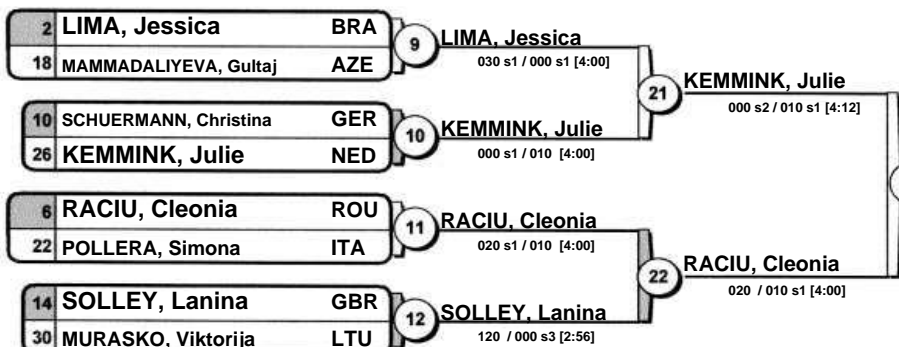 2 LIMA, Jessica BRA
18 MAMMADALIYEVA, Gultaj AZE
9
LIMA, Jessica
030 s1 / 000 s1 [4:00]
10 SCHUERMANN, Christina GER
26 KEMMINK, Julie NED
10
KEMMINK, Julie
000 s1 / 010 [4:00]
21
KEMMINK, Julie
000 s2 / 010 s1 [4:12]
6 RACIU, Cleonia ROU
22 POLLERA, Simona ITA
11
RACIU, Cleonia
020 s1 / 010 [4:00]
14 SOLLEY, Lanina GBR
30 MURASKO, Viktorija LTU
12
SOLLEY, Lanina
120 / 000 s3 [2:56]
22
RACIU, Cleonia
020 / 010 s1 [4:00]